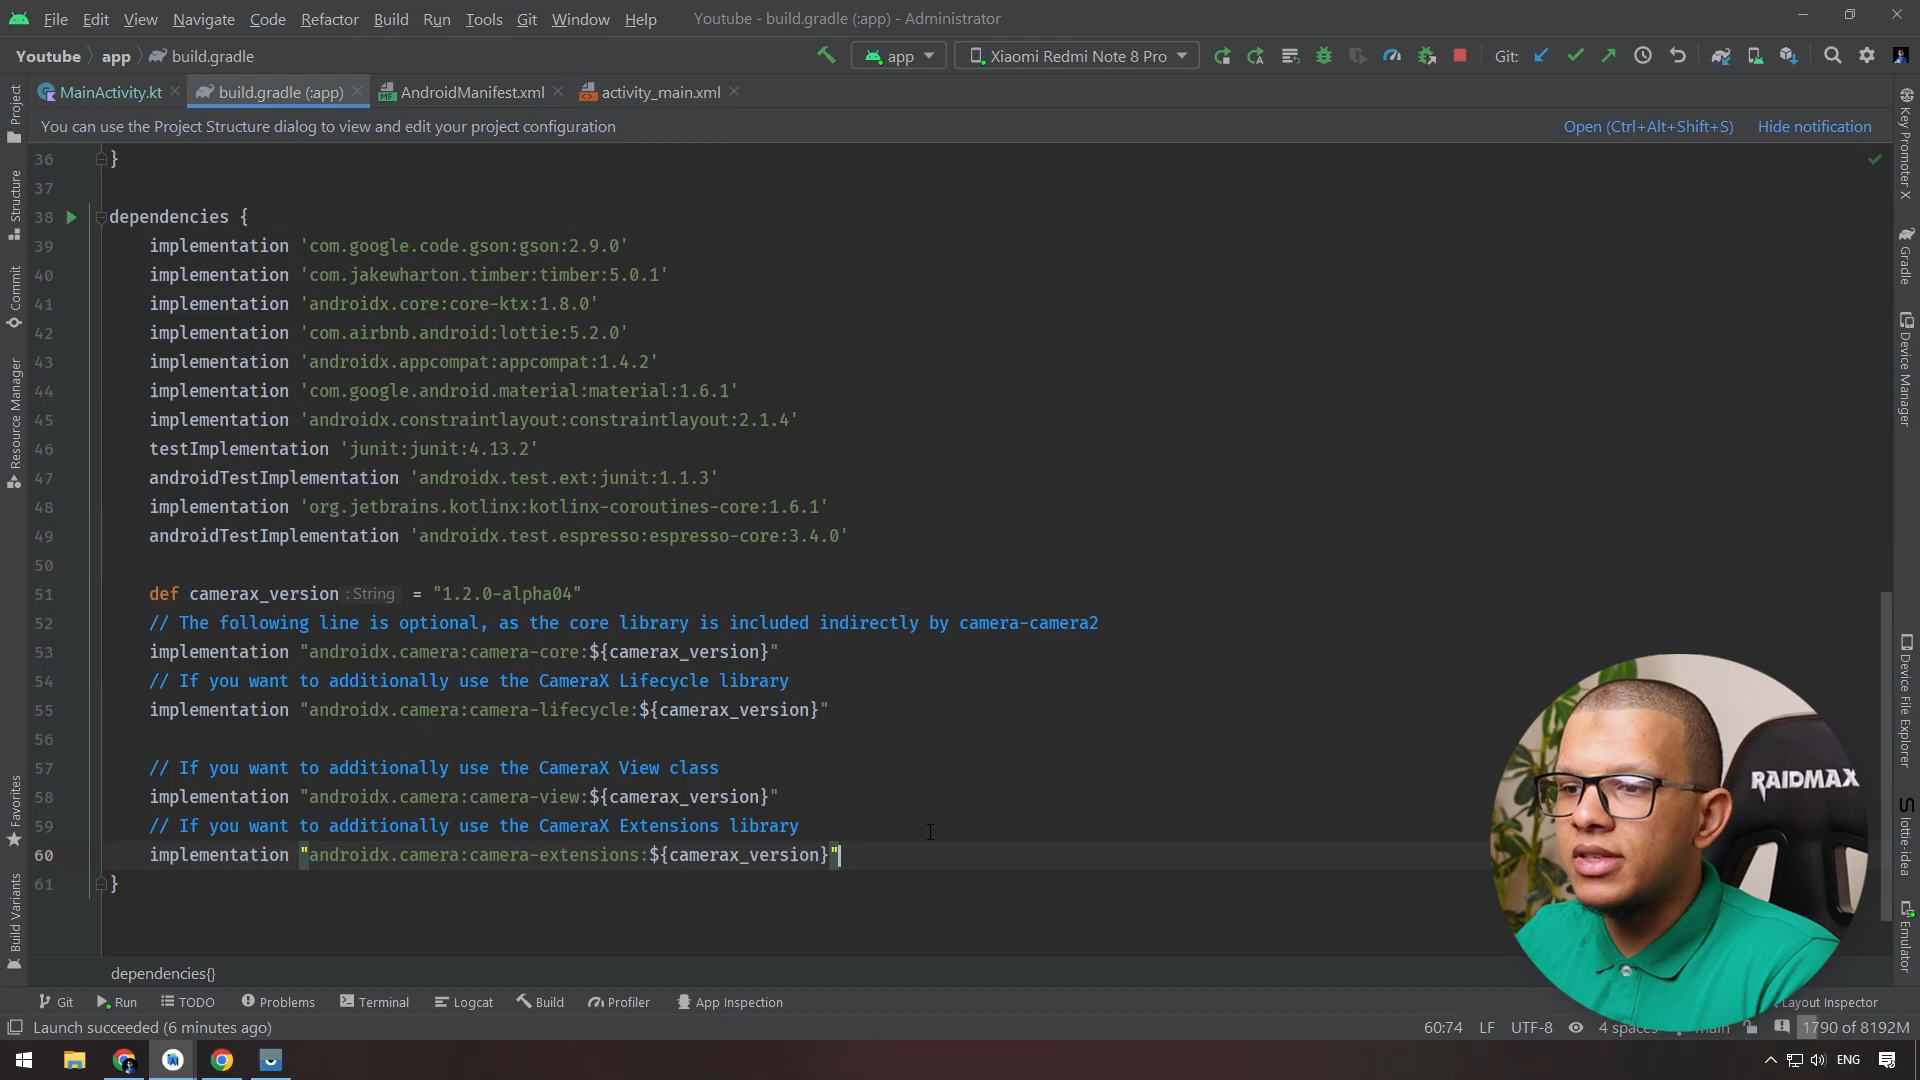 File Edit View Navigate Code Refactor Build Run Tools Git Window Help Youtube - build.gradle (:app) - Administrator
Youtube app build.gradle app Xiaomi Redmi Note 8 Pro Git:
MainActivity.kt build.gradle (:app) AndroidManifest.xml activity_main.xml
You can use the Project Structure dialog to view and edit your project configuration Open (Ctrl+Alt+Shift+S) Hide notification
36 }
37
38 dependencies {
39 implementation 'com.google.code.gson:gson:2.9.0'
40 implementation 'com.jakewharton.timber:timber:5.0.1'
41 implementation 'androidx.core:core-ktx:1.8.0'
42 implementation 'com.airbnb.android:lottie:5.2.0'
43 implementation 'androidx.appcompat:appcompat:1.4.2'
44 implementation 'com.google.android.material:material:1.6.1'
45 implementation 'androidx.constraintlayout:constraintlayout:2.1.4'
46 testImplementation 'junit:junit:4.13.2'
47 androidTestImplementation 'androidx.test.ext:junit:1.1.3'
48 implementation 'org.jetbrains.kotlinx:kotlinx-coroutines-core:1.6.1'
49 androidTestImplementation 'androidx.test.espresso:espresso-core:3.4.0'
50
51 def camerax_version : String = "1.2.0-alpha04"
52 // The following line is optional, as the core library is included indirectly by camera-camera2
53 implementation "androidx.camera:camera-core:${camerax_version}"
54 // If you want to additionally use the CameraX Lifecycle library
55 implementation "androidx.camera:camera-lifecycle:${camerax_version}"
56
57 // If you want to additionally use the CameraX View class
58 implementation "androidx.camera:camera-view:${camerax_version}"
59 // If you want to additionally use the CameraX Extensions library
60 implementation "androidx.camera:camera-extensions:${camerax_version}"
61 }
dependencies{}
Project
Structure
Commit
Resource Manager
Favorites
Build Variants
Key Promoter X
Gradle
Device Manager
Device File Explorer
lottie-idea
Emulator
RAIDMAX
Git Run TODO Problems Terminal Logcat Build Profiler App Inspection Layout Inspector
Launch succeeded (6 minutes ago) 60:74 LF UTF-8 4 spaces main 1790 of 8192M
ENG